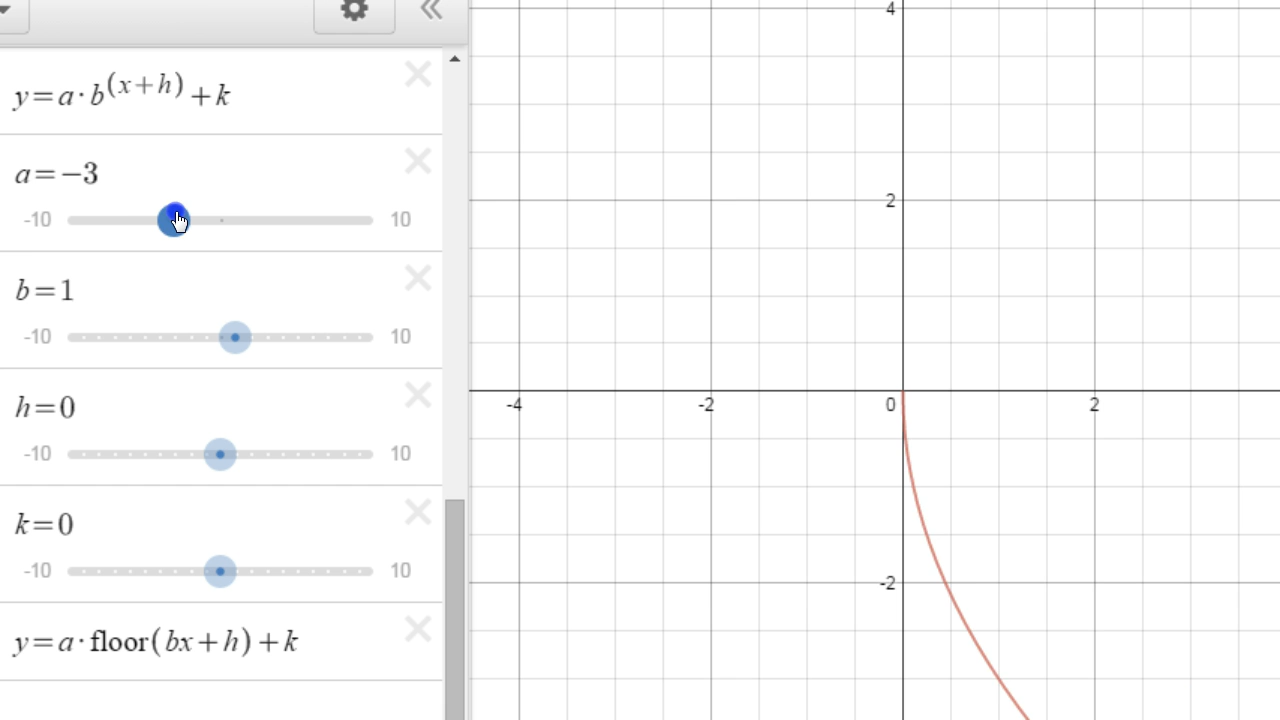 y=a·b^(x+h)+k
a=−3
-10 10
b=1
-10 10
h=0
-10 10
k=0
-10 10
y=a·floor(bx+h)+k
4
2
-4 -2 0 2
-2